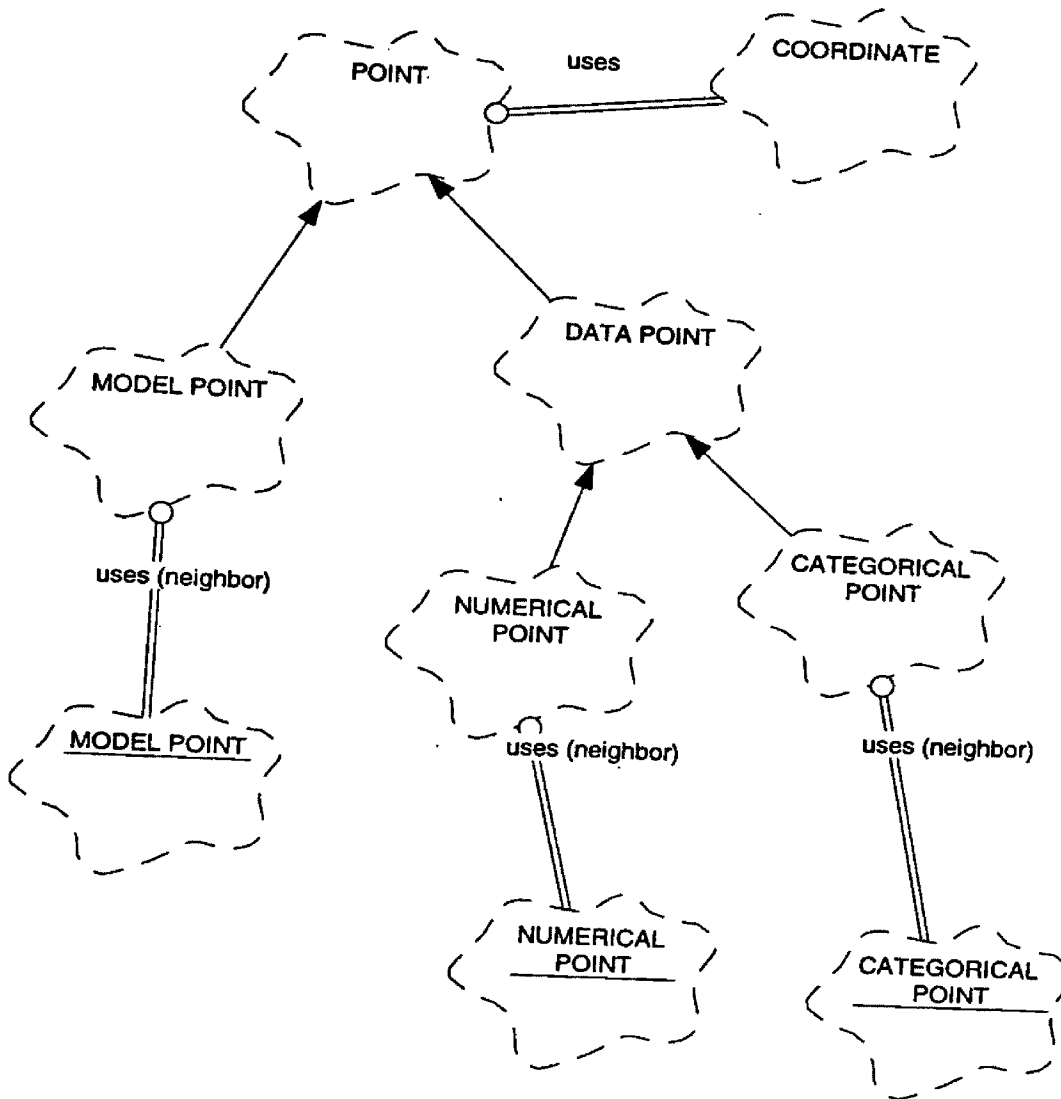 POINT
uses
COORDINATE
DATA POINT
MODEL POINT
uses (neighbor)
NUMERICAL
POINT
CATEGORICAL
POINT
MODEL POINT
uses (neighbor)
uses (neighbor)
NUMERICAL
POINT
CATEGORICAL
POINT